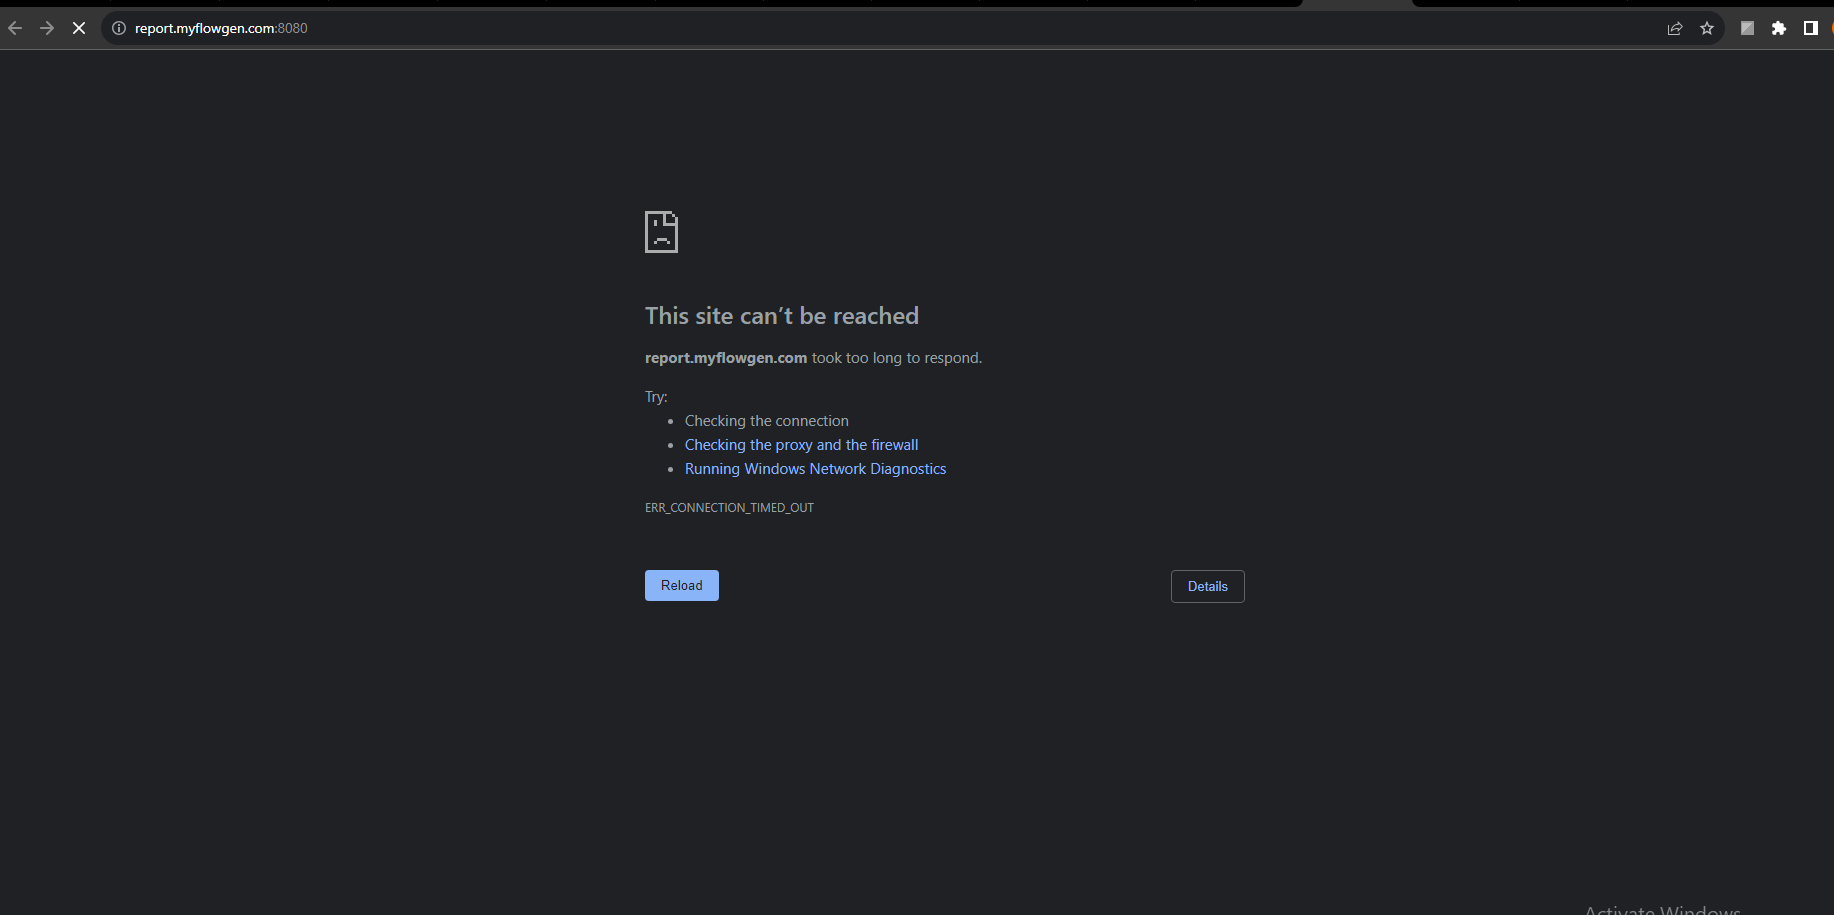 report.myflowgen.com:8080
This site can’t be reached
report.myflowgen.com took too long to respond.
Try:
Checking the connection
Checking the proxy and the firewall
Running Windows Network Diagnostics
ERR_CONNECTION_TIMED_OUT
Reload
Details
Activate Windows